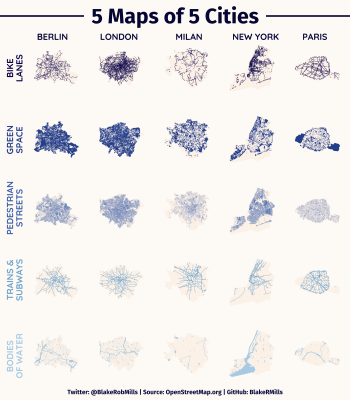 5 Maps of 5 Cities
BERLIN LONDON MILAN NEW YORK PARIS
BIKE
LANES
GREEN
SPACE
PEDESTRIAN
STREETS
TRAINS &
SUBWAYS
BODIES
OF WATER
Twitter: @BlakeRobMills | Source: OpenStreetMap.org | GitHub: BlakeRMills